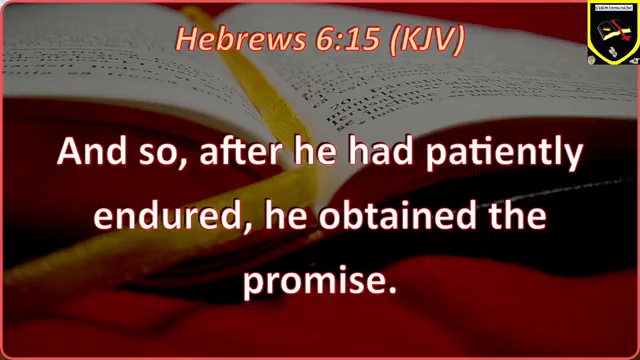 Hebrews 6:15 (KJV)
And so, after he had patiently
endured, he obtained the
promise.